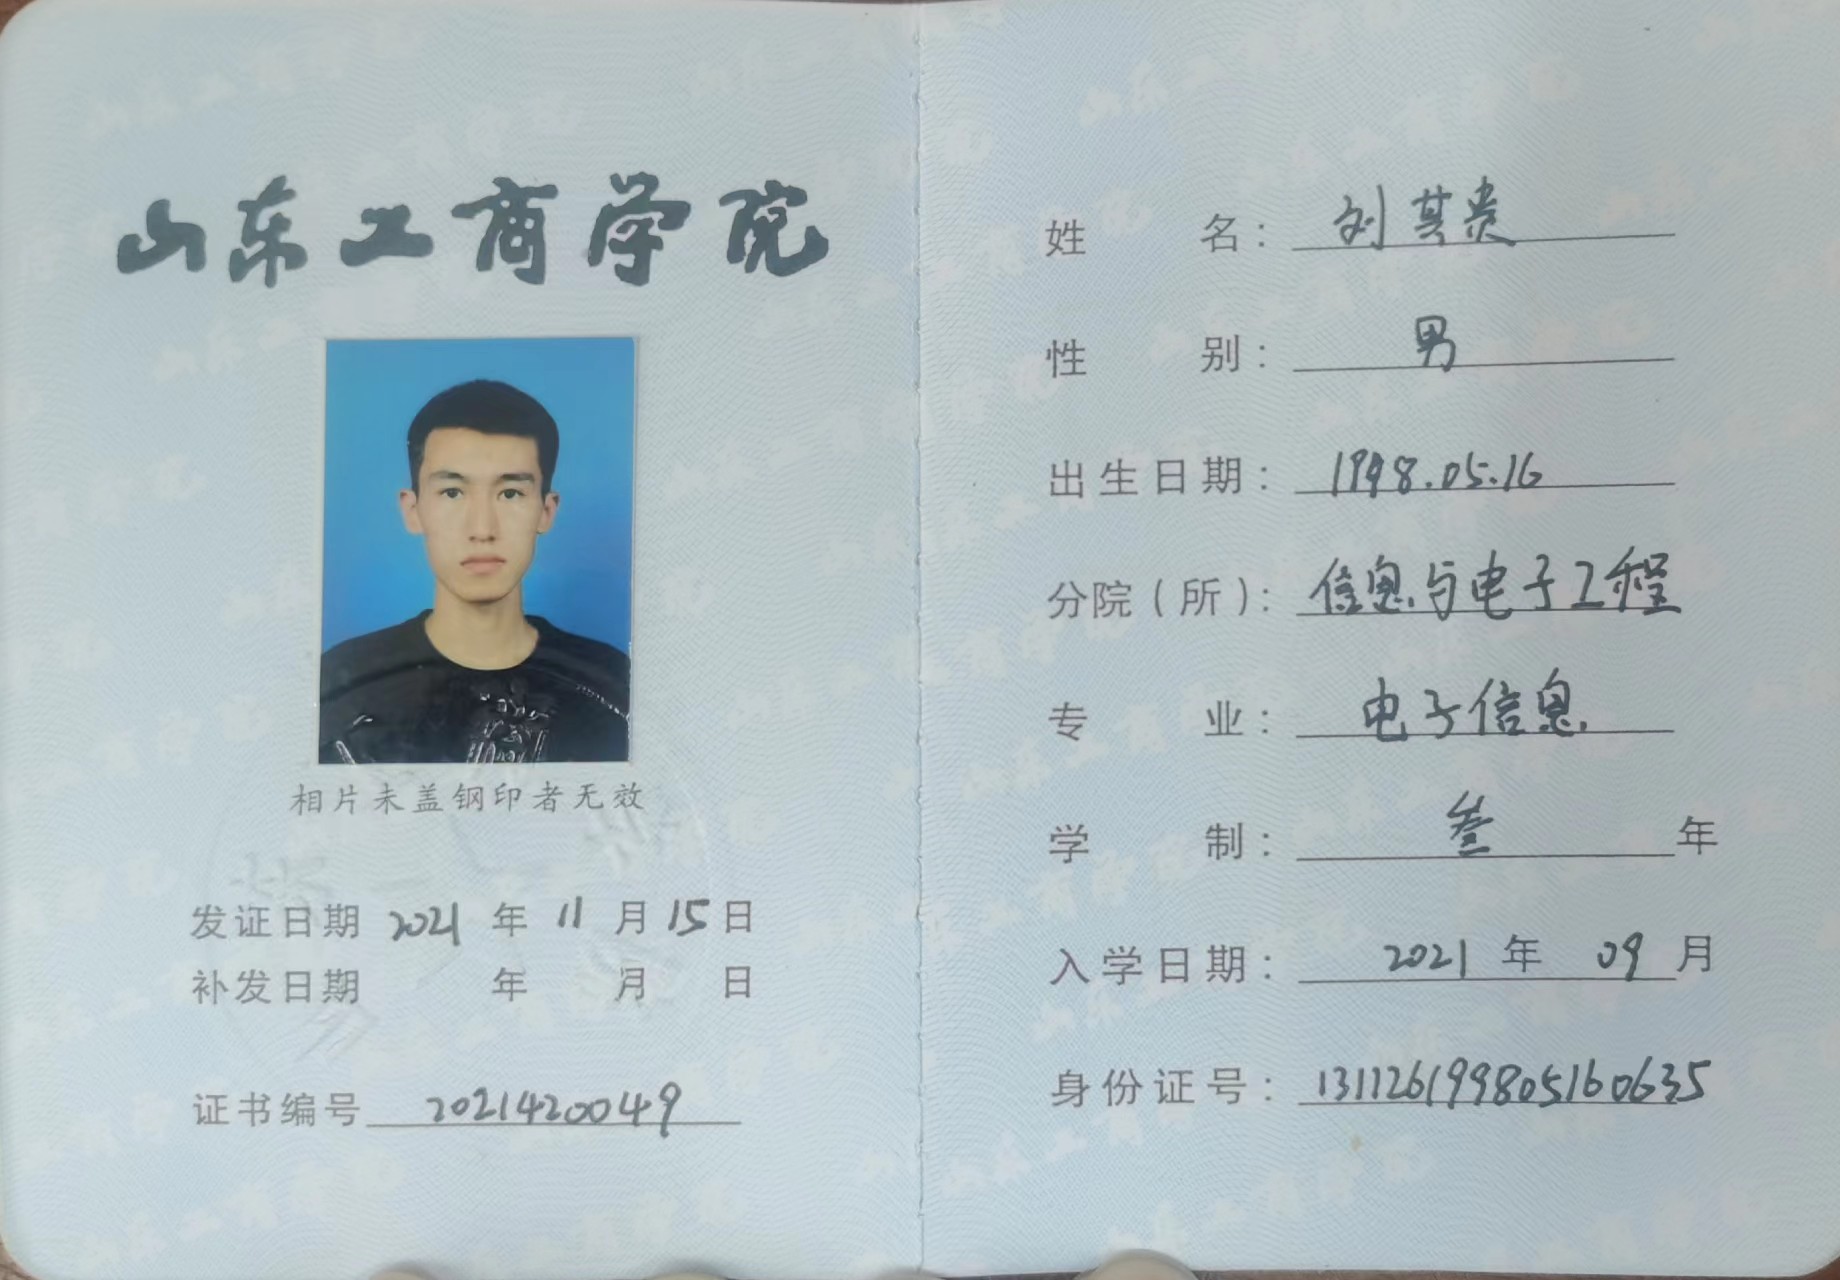 山东工商学院
相片未盖钢印者无效
发证日期 2021 年 11 月 15 日
补发日期 年 月 日
证书编号 2021420049
姓 名： 刘其贵
性 别： 男
出生日期： 1998.05.16
分院（所）： 信息与电子工程
专 业： 电子信息
学 制： 叁 年
入学日期： 2021 年 09 月
身份证号： 131126199805160635